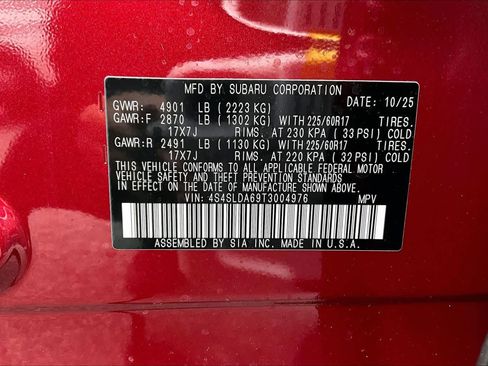 MFD. BY SUBARU CORPORATION
GVWR: 4901 LB (2223 KG) DATE: 10/25
GAWR:F 2870 LB (1302 KG) WITH 225/60R17 TIRES.
17X7J RIMS. AT 230 KPA (33 PSI) COLD
GAWR:R 2491 LB (1130 KG) WITH 225/60R17 TIRES.
17X7J RIMS. AT 220 KPA (32 PSI) COLD
THIS VEHICLE CONFORMS TO ALL APPLICABLE FEDERAL MOTOR
VEHICLE SAFETY AND THEFT PREVENTION STANDARDS IN EFFECT
ON THE DATE OF MANUFACTURE SHOWN ABOVE.
VIN: 4S4SLDA69T3004976 MPV
ASSEMBLED BY SIA INC. MADE IN U.S.A.